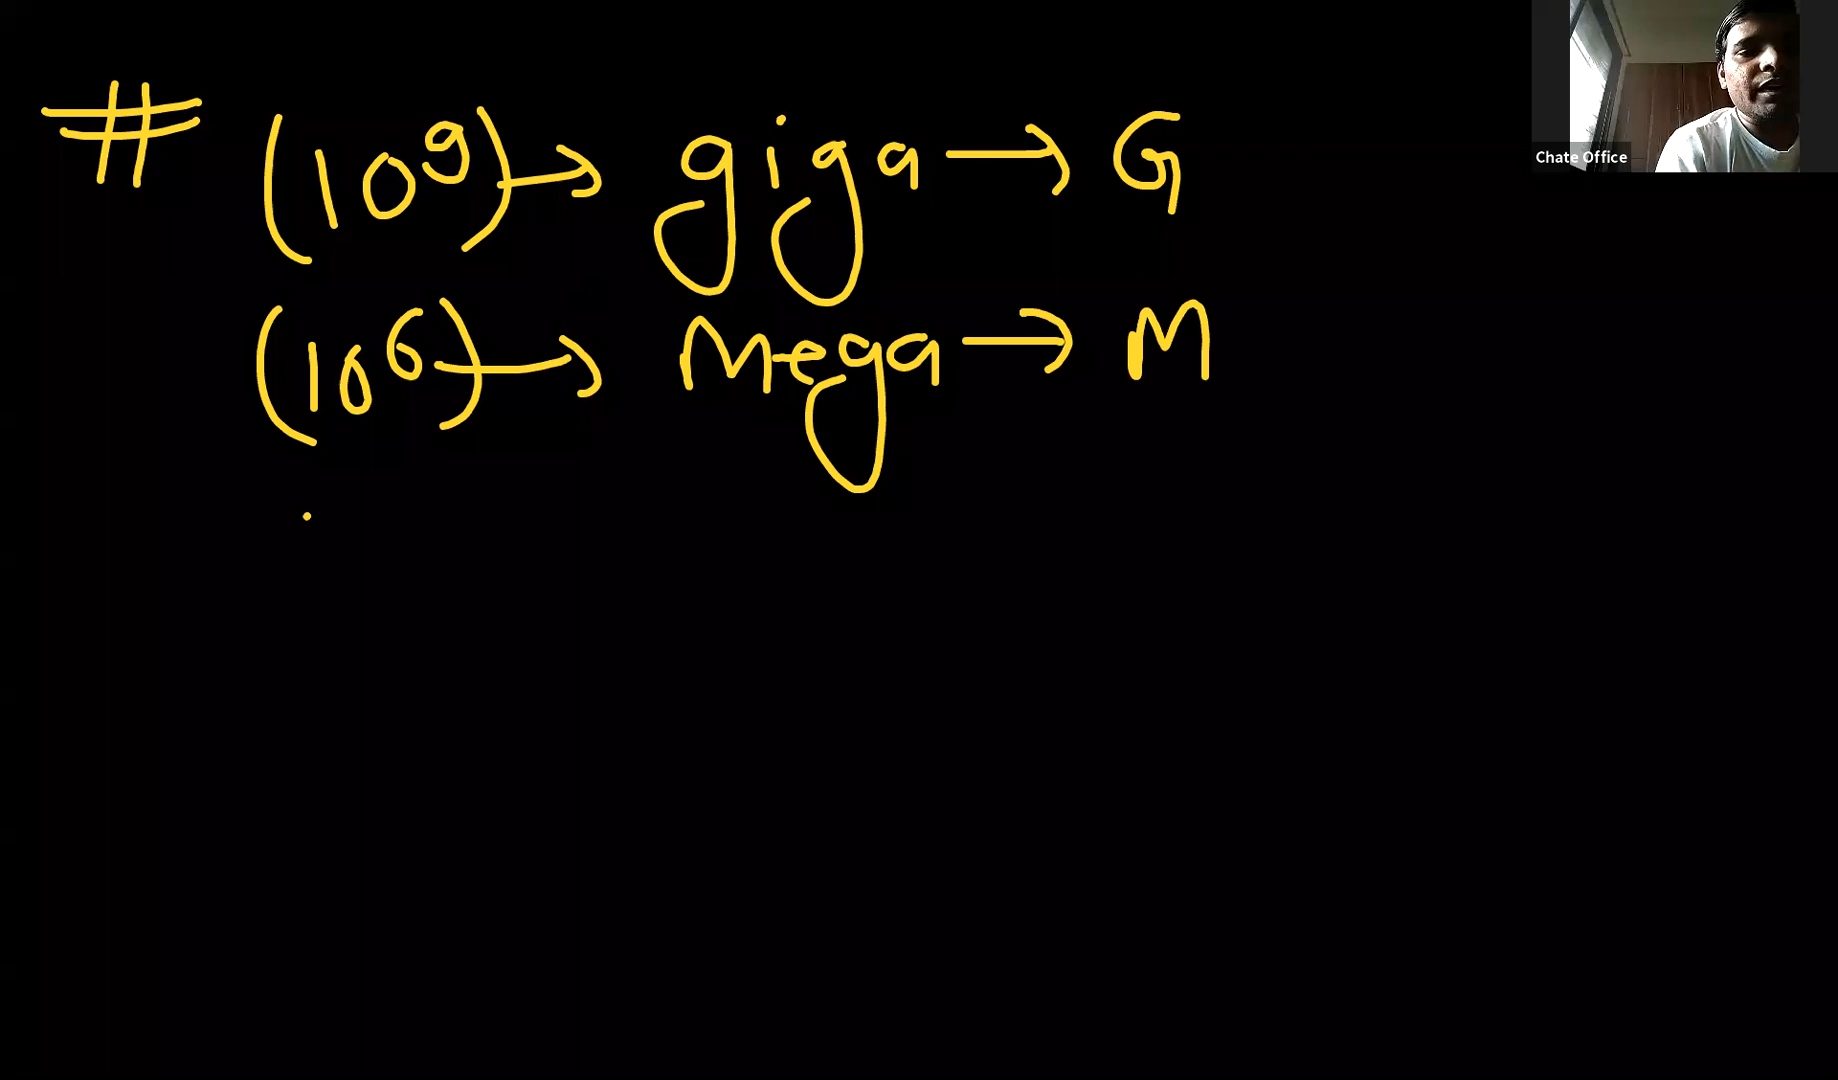 # (10⁹) → giga → G
Chate Office
(10⁶) → Mega → M